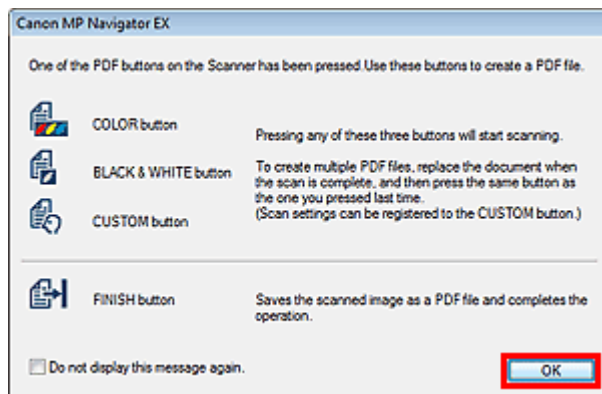 Canon MP Navigator EX
One of the PDF buttons on the Scanner has been pressed.Use these buttons to create a PDF file.
COLOR button
Pressing any of these three buttons will start scanning.
BLACK & WHITE button
To create multiple PDF files, replace the document when
the scan is complete, and then press the same button as
the one you pressed last time.
(Scan settings can be registered to the CUSTOM button.)
CUSTOM button
FINISH button
Saves the scanned image as a PDF file and completes the
operation.
Do not display this message again.
OK